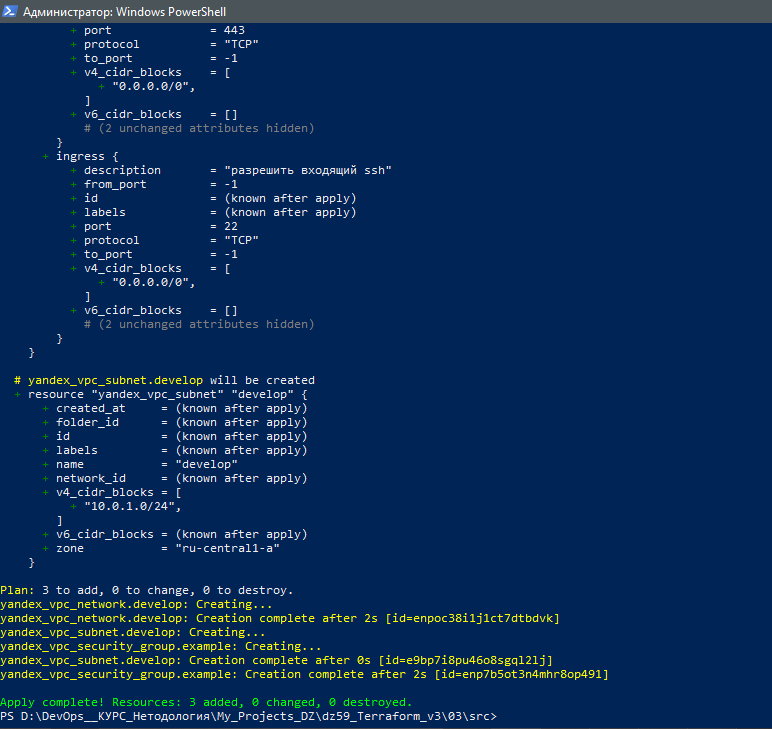 Администратор: Windows PowerShell
+ port = 443
+ protocol = "TCP"
+ to_port = -1
+ v4_cidr_blocks = [
+ "0.0.0.0/0",
]
+ v6_cidr_blocks = []
# (2 unchanged attributes hidden)
}
+ ingress {
+ description = "разрешить входящий ssh"
+ from_port = -1
+ id = (known after apply)
+ labels = (known after apply)
+ port = 22
+ protocol = "TCP"
+ to_port = -1
+ v4_cidr_blocks = [
+ "0.0.0.0/0",
]
+ v6_cidr_blocks = []
# (2 unchanged attributes hidden)
}
}
# yandex_vpc_subnet.develop will be created
+ resource "yandex_vpc_subnet" "develop" {
+ created_at = (known after apply)
+ folder_id = (known after apply)
+ id = (known after apply)
+ labels = (known after apply)
+ name = "develop"
+ network_id = (known after apply)
+ v4_cidr_blocks = [
+ "10.0.1.0/24",
]
+ v6_cidr_blocks = (known after apply)
+ zone = "ru-central1-a"
}
Plan: 3 to add, 0 to change, 0 to destroy.
yandex_vpc_network.develop: Creating...
yandex_vpc_network.develop: Creation complete after 2s [id=enpoc38i1j1ct7dtbdvk]
yandex_vpc_subnet.develop: Creating...
yandex_vpc_security_group.example: Creating...
yandex_vpc_subnet.develop: Creation complete after 0s [id=e9bp7i8pu46o8sgql2lj]
yandex_vpc_security_group.example: Creation complete after 2s [id=enp7b5ot3n4mhr8op491]
Apply complete! Resources: 3 added, 0 changed, 0 destroyed.
PS D:\DevOps__КУРС_Нетодология\My_Projects_DZ\dz59_Terraform_v3\03\src>